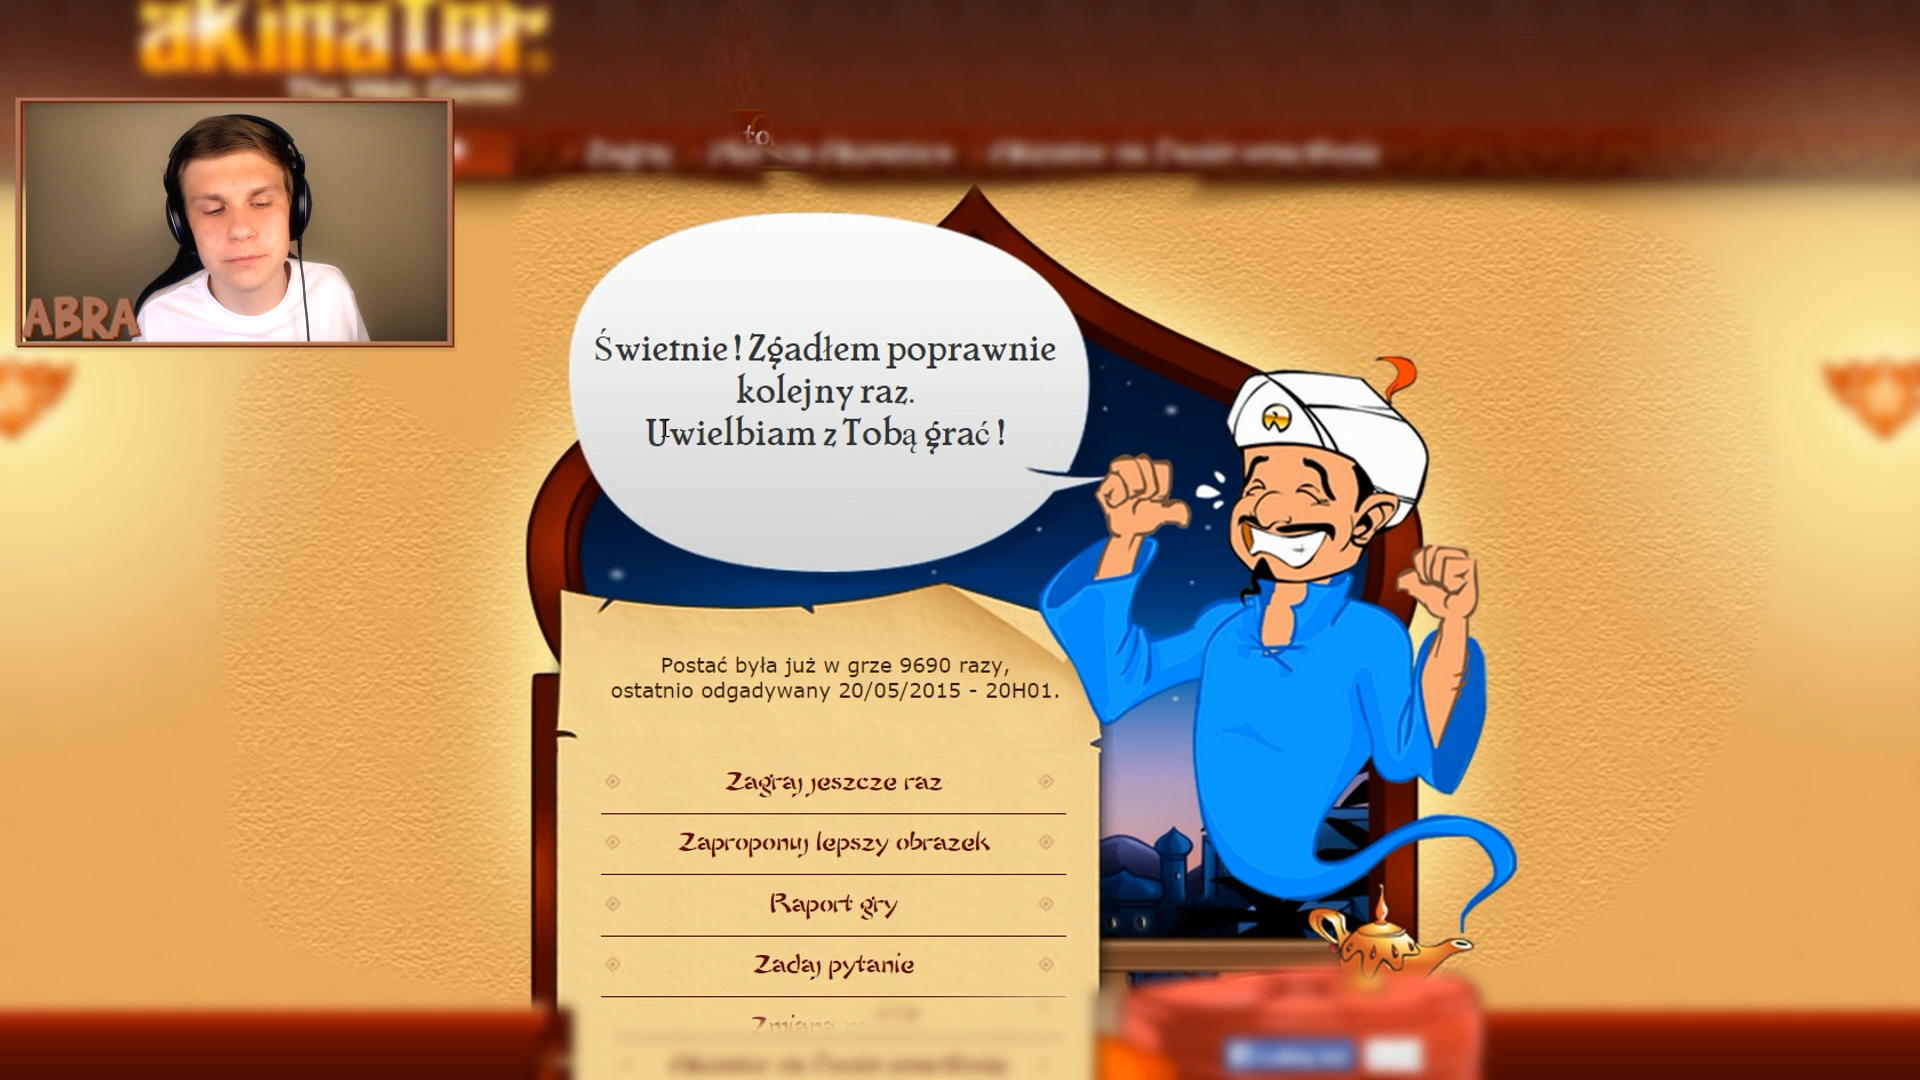 akinator
to
ABRA
Świetnie ! Zgadłem poprawnie
kolejny raz.
Uwielbiam z Tobą grać !
Postać była już w grze 9690 razy,
ostatnio odgadywany 20/05/2015 - 20H01.
Zagraj jeszcze raz
Zaproponuj lepszy obrazek
Raport gry
Zadaj pytanie